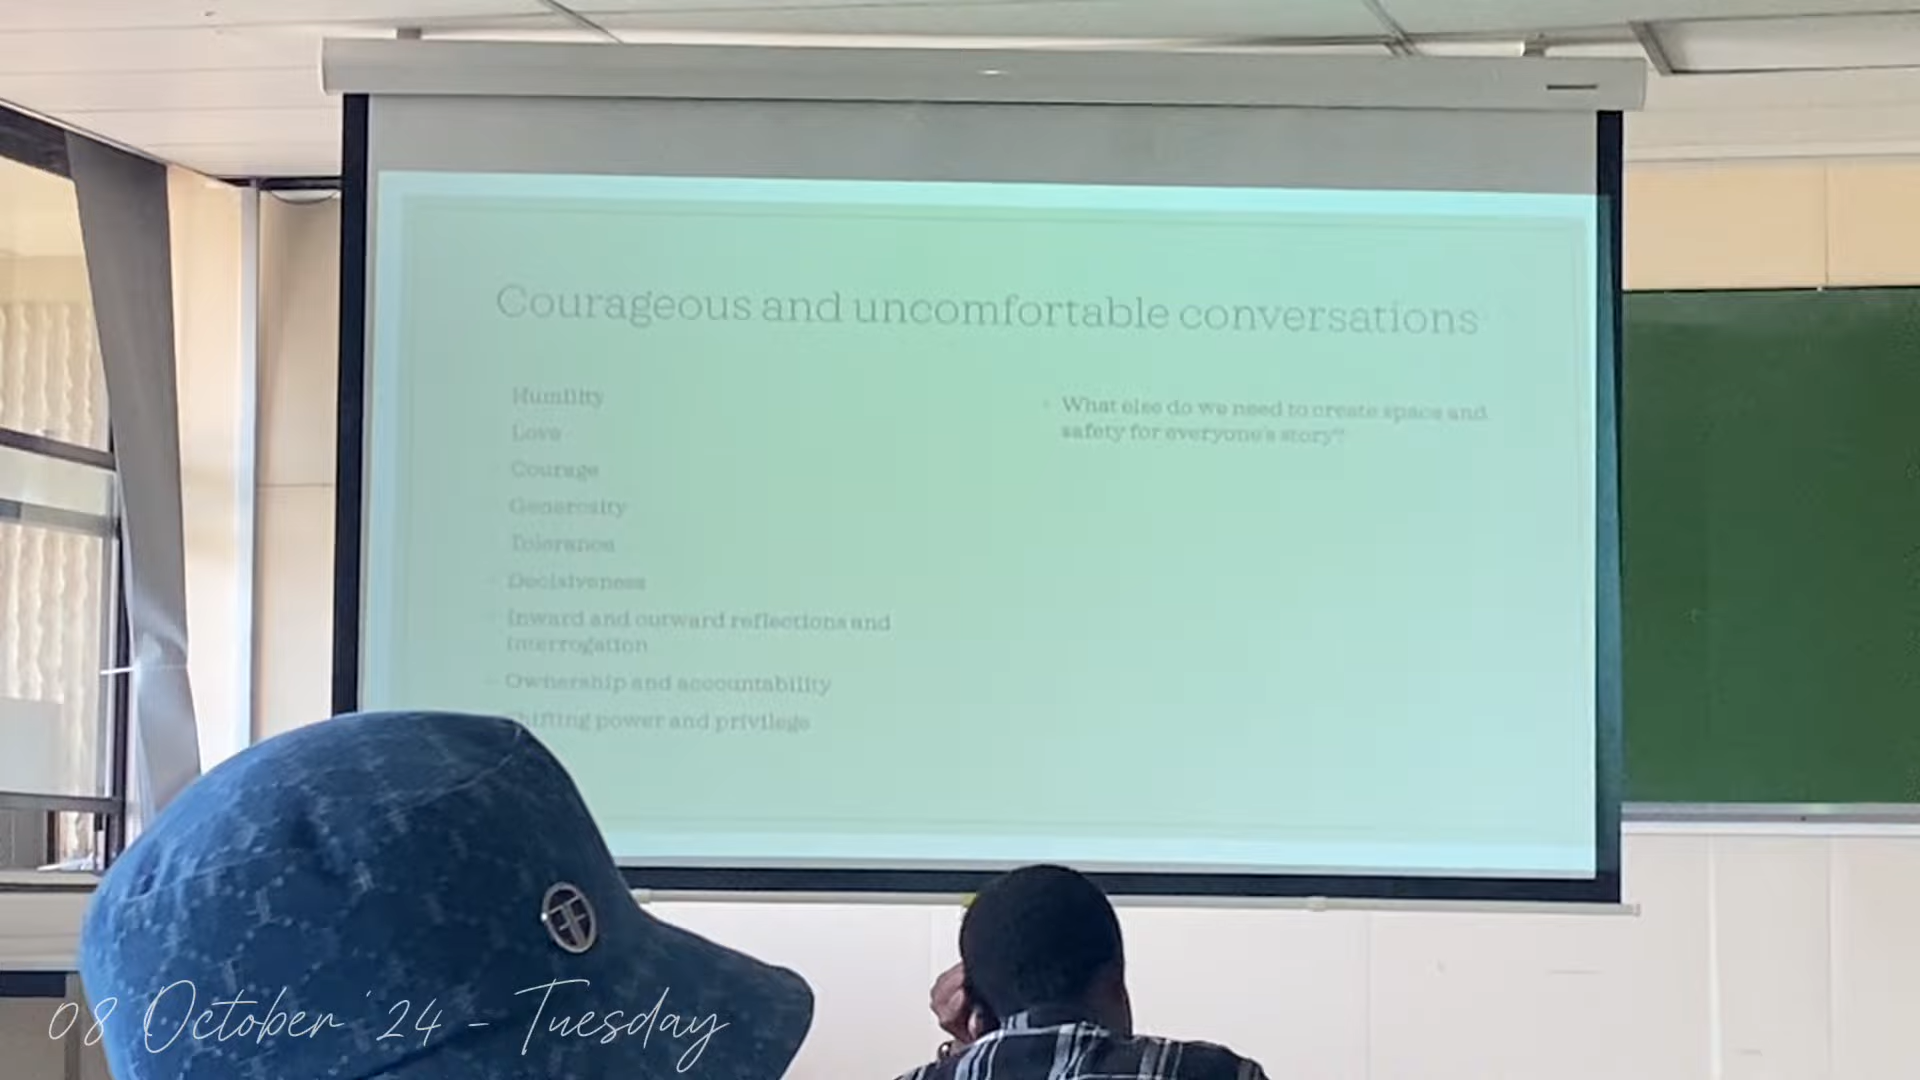 Courageous and uncomfortable conversations
Humility
Love
Courage
Generosity
Tolerance
Decisiveness
Inward and outward reflections and
interrogation
Ownership and accountability
Shifting power and privilege
What else do we need to create space and
safety for everyone's story?
08 October '24 - Tuesday